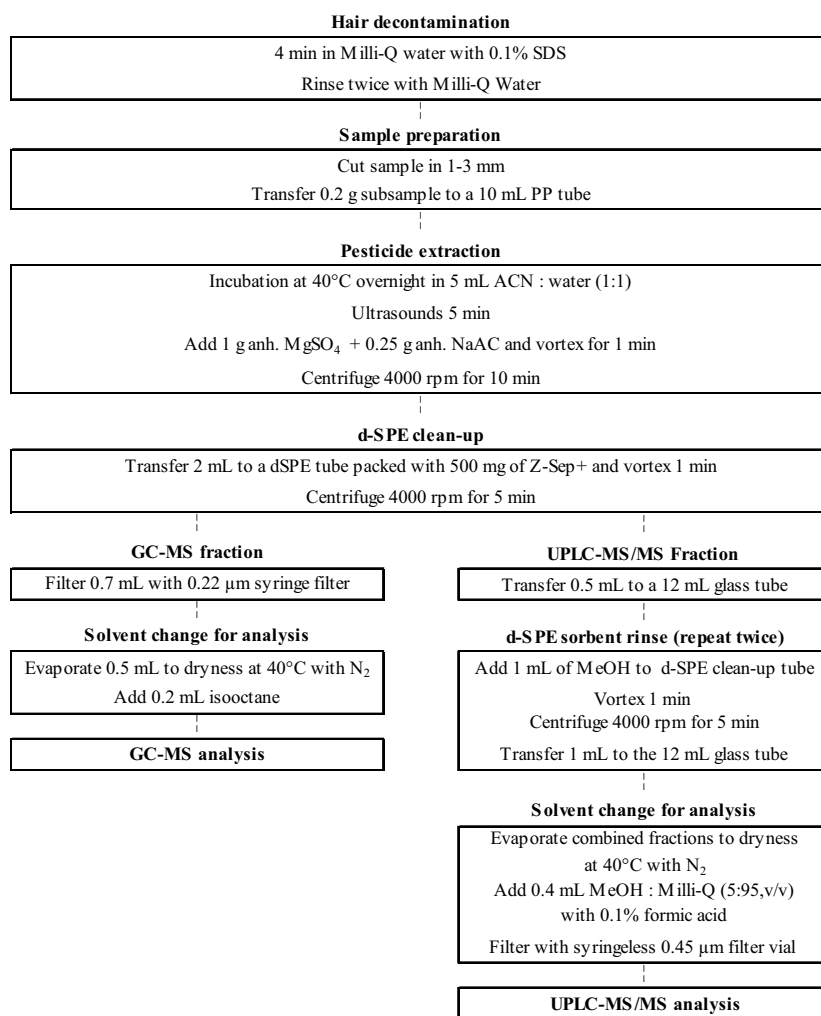 Hair decontamination
4 min in Milli-Q water with 0.1% SDS
Rinse twice with Milli-Q Water
Sample preparation
Cut sample in 1-3 mm
Transfer 0.2 g subsample to a 10 mL PP tube
Pesticide extraction
Incubation at 40°C overnight in 5 mL ACN : water (1:1)
Ultrasounds 5 min
Add 1 g anh. MgSO₄ + 0.25 g anh. NaAC and vortex for 1 min
Centrifuge 4000 rpm for 10 min
d-SPE clean-up
Transfer 2 mL to a dSPE tube packed with 500 mg of Z-Sep+ and vortex 1 min
Centrifuge 4000 rpm for 5 min
GC-MS fraction
Filter 0.7 mL with 0.22 µm syringe filter
Solvent change for analysis
Evaporate 0.5 mL to dryness at 40°C with N₂
Add 0.2 mL isooctane
GC-MS analysis
UPLC-MS/MS Fraction
Transfer 0.5 mL to a 12 mL glass tube
d-SPE sorbent rinse (repeat twice)
Add 1 mL of MeOH to d-SPE clean-up tube
Vortex 1 min
Centrifuge 4000 rpm for 5 min
Transfer 1 mL to the 12 mL glass tube
Solvent change for analysis
Evaporate combined fractions to dryness
at 40°C with N₂
Add 0.4 mL MeOH : Milli-Q (5:95,v/v)
with 0.1% formic acid
Filter with syringeless 0.45 µm filter vial
UPLC-MS/MS analysis